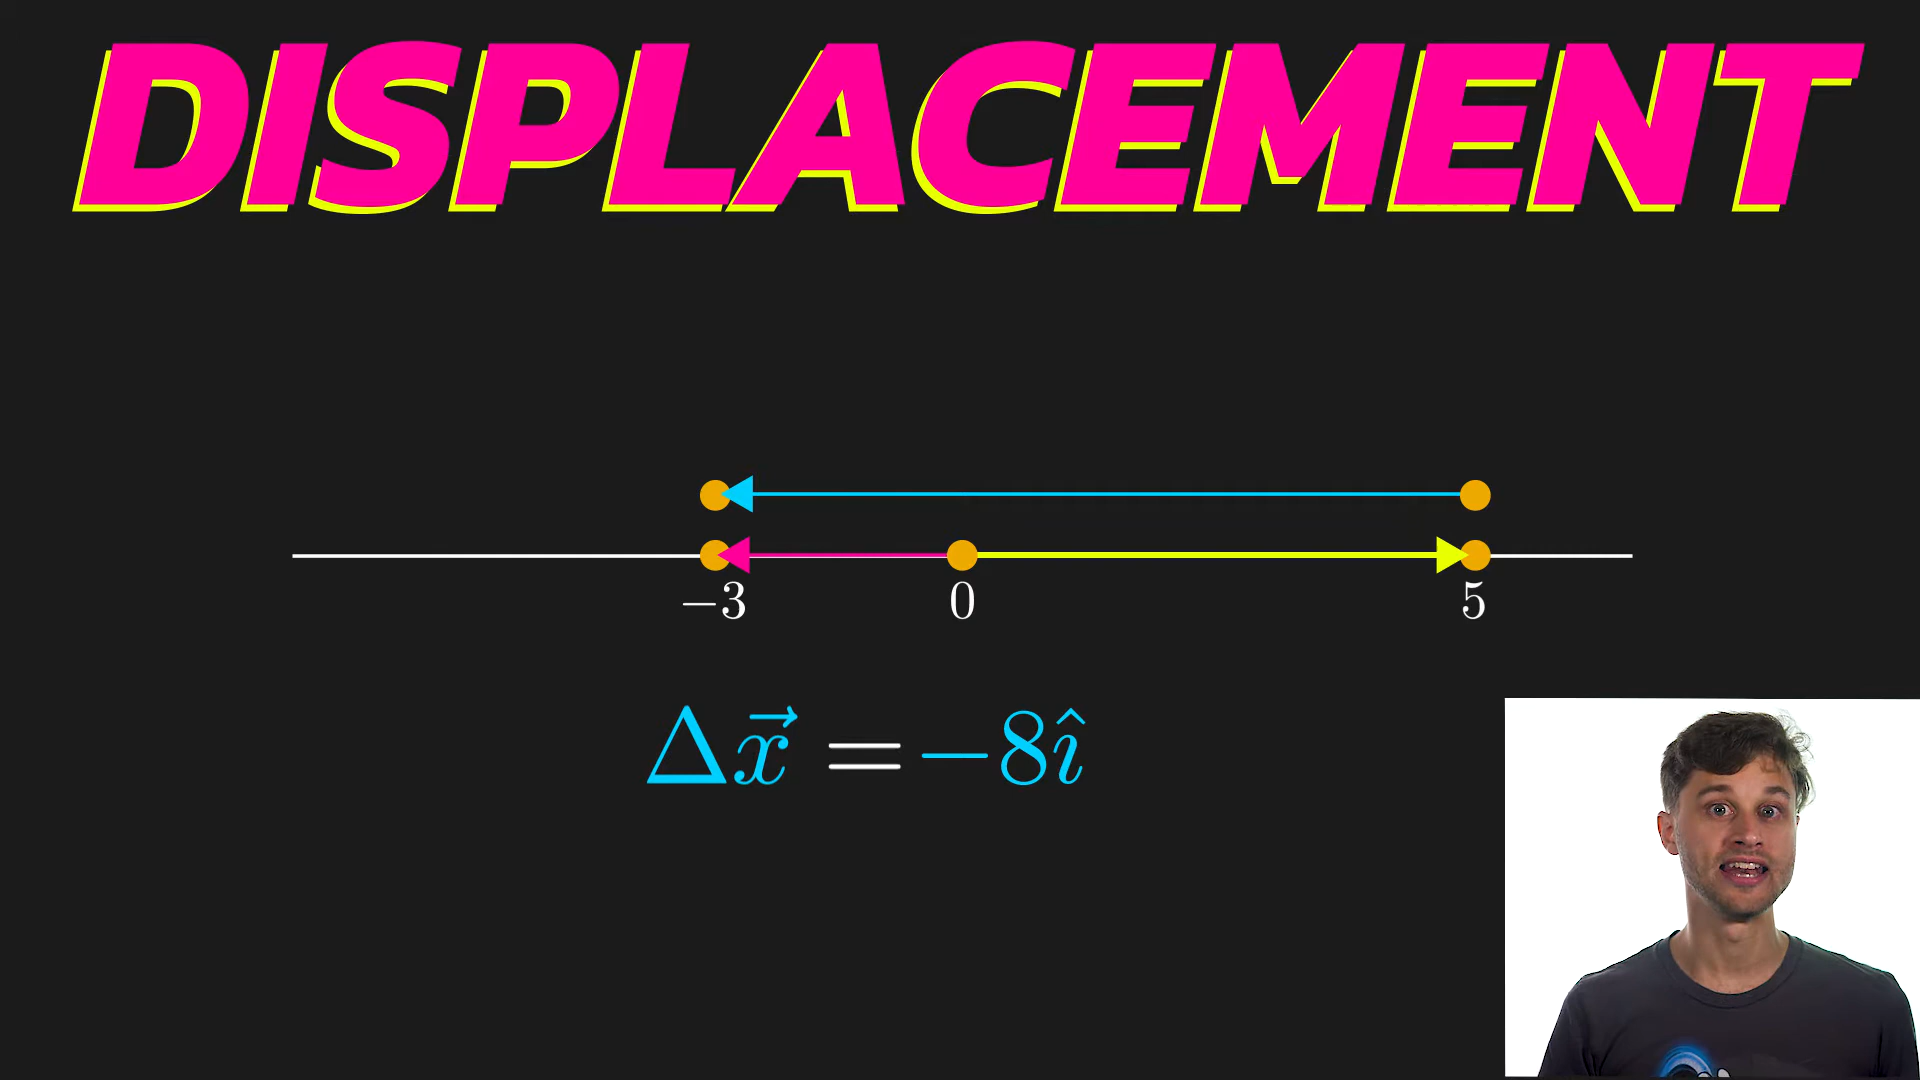 DISPLACEMENT
−3 0 5
Δx⃗ = −8î